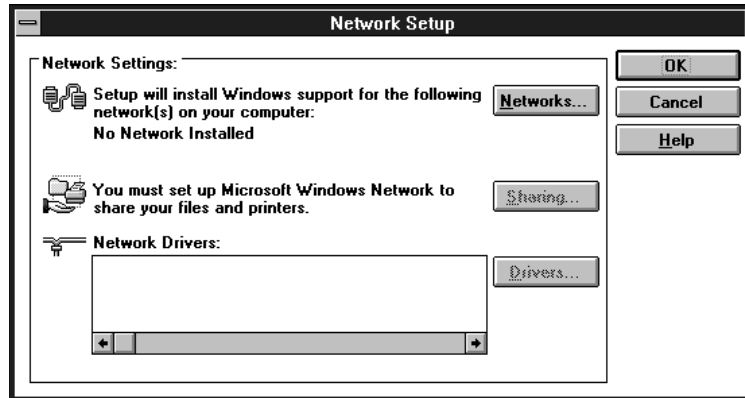 Network Setup
Network Settings:
Setup will install Windows support for the following
network(s) on your computer:
No Network Installed
Networks...
You must set up Microsoft Windows Network to
share your files and printers.
Sharing...
Network Drivers:
Drivers...
OK
Cancel
Help